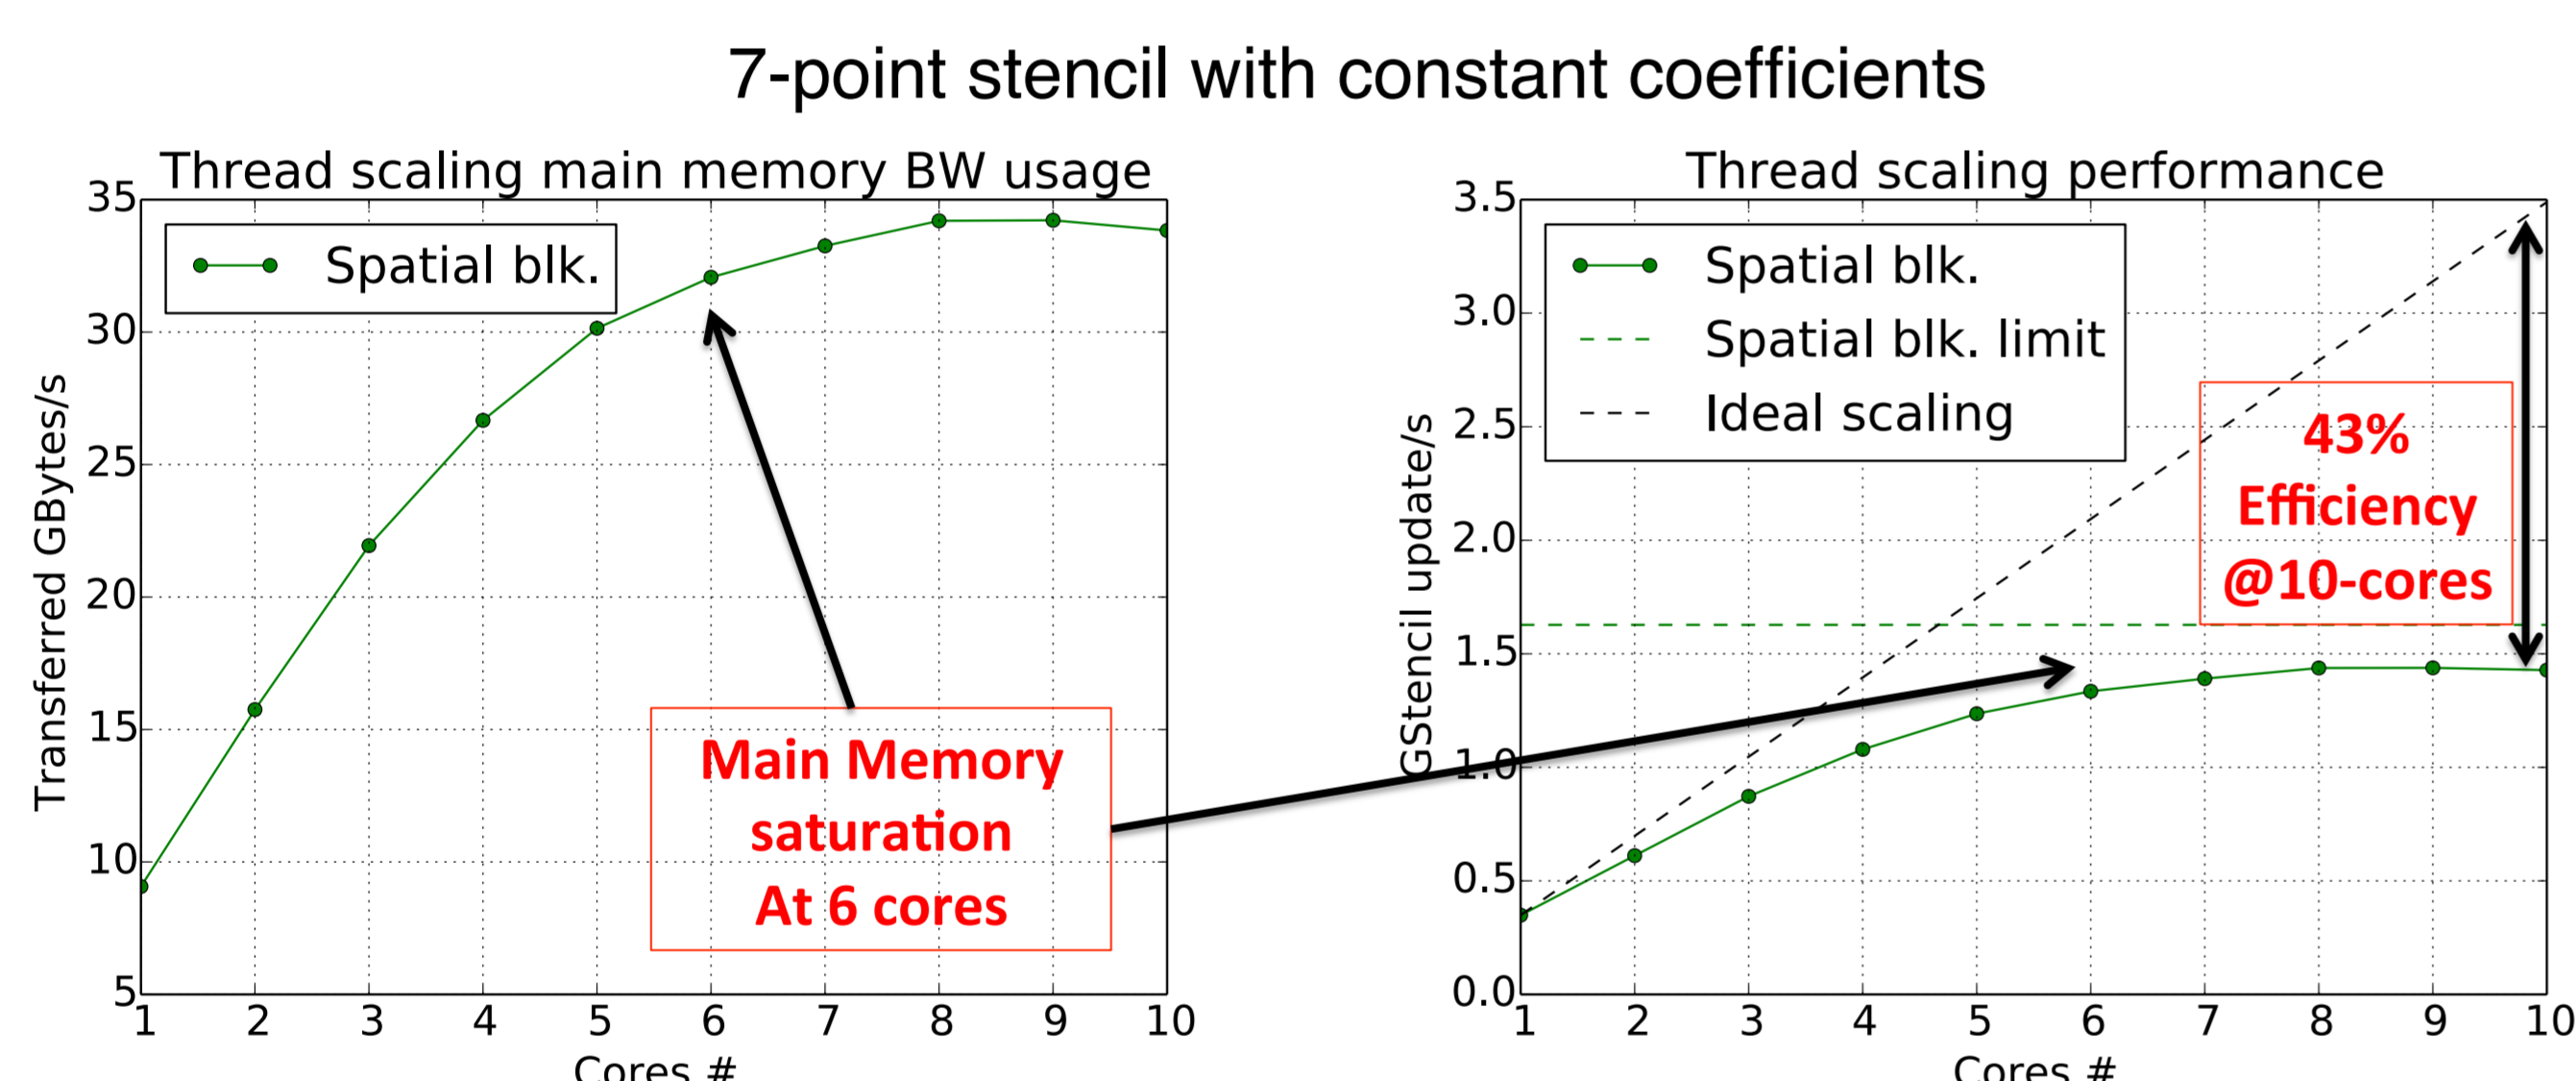 7-point stencil with constant coefficients
Thread scaling main memory BW usage
35
30
25
20
15
10
5
Transferred GBytes/s
Spatial blk.
Main Memory
saturation
At 6 cores
1 2 3 4 5 6 7 8 9 10
Cores #
Thread scaling performance
3.5
3.0
2.5
2.0
1.5
1.0
0.5
0.0
GStencil update/s
Spatial blk.
Spatial blk. limit
Ideal scaling
43%
Efficiency
@10-cores
1 2 3 4 5 6 7 8 9 10
Cores #